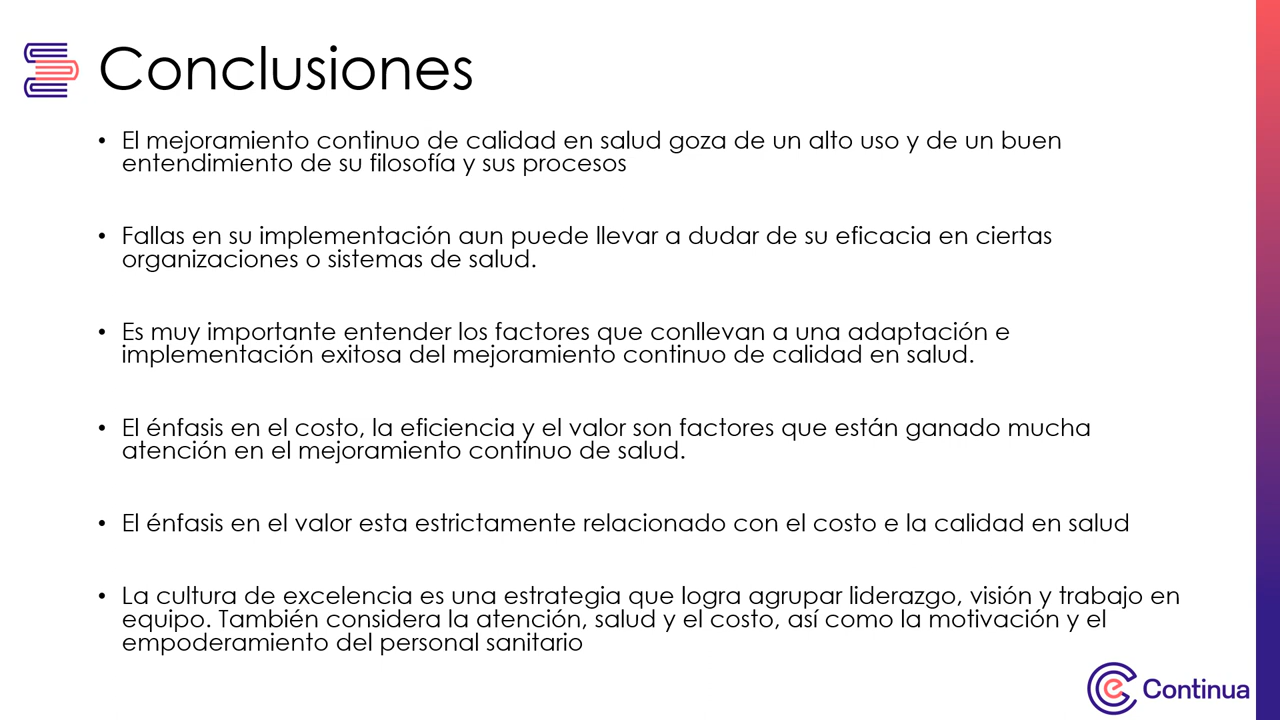 Conclusiones
• El mejoramiento continuo de calidad en salud goza de un alto uso y de un buen
entendimiento de su filosofía y sus procesos
• Fallas en su implementación aun puede llevar a dudar de su eficacia en ciertas
organizaciones o sistemas de salud.
• Es muy importante entender los factores que conllevan a una adaptación e
implementación exitosa del mejoramiento continuo de calidad en salud.
• El énfasis en el costo, la eficiencia y el valor son factores que están ganado mucha
atención en el mejoramiento continuo de salud.
• El énfasis en el valor esta estrictamente relacionado con el costo e la calidad en salud
• La cultura de excelencia es una estrategia que logra agrupar liderazgo, visión y trabajo en
equipo. También considera la atención, salud y el costo, así como la motivación y el
empoderamiento del personal sanitario
Continua